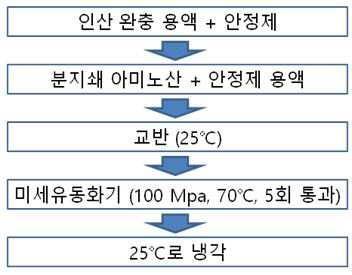 인산 완충 용액 + 안정제
분지쇄 아미노산 + 안정제 용액
교반 (25℃)
미세유동화기 (100 Mpa, 70℃, 5회 통과)
25℃로 냉각